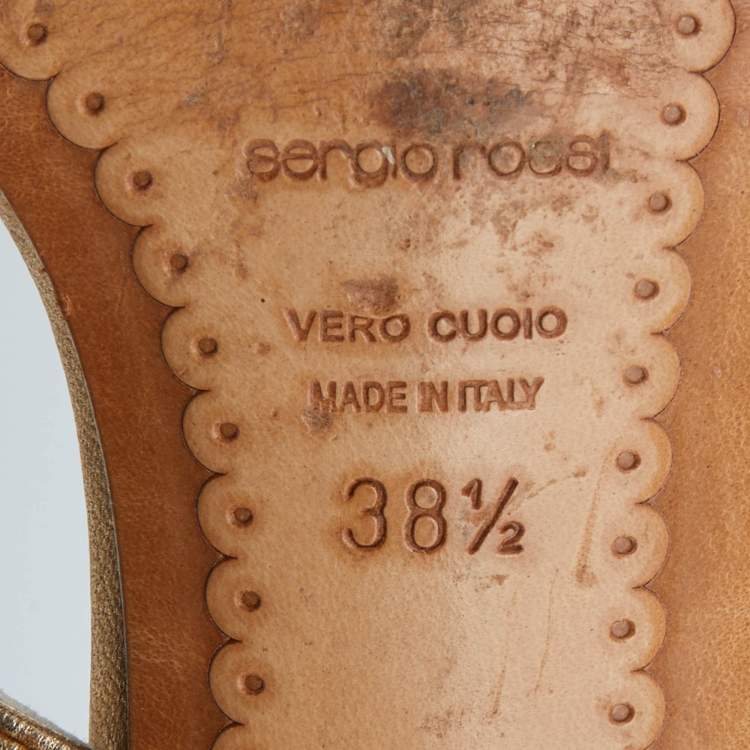 sergio rossi
VERO CUOIO
MADE IN ITALY
38½